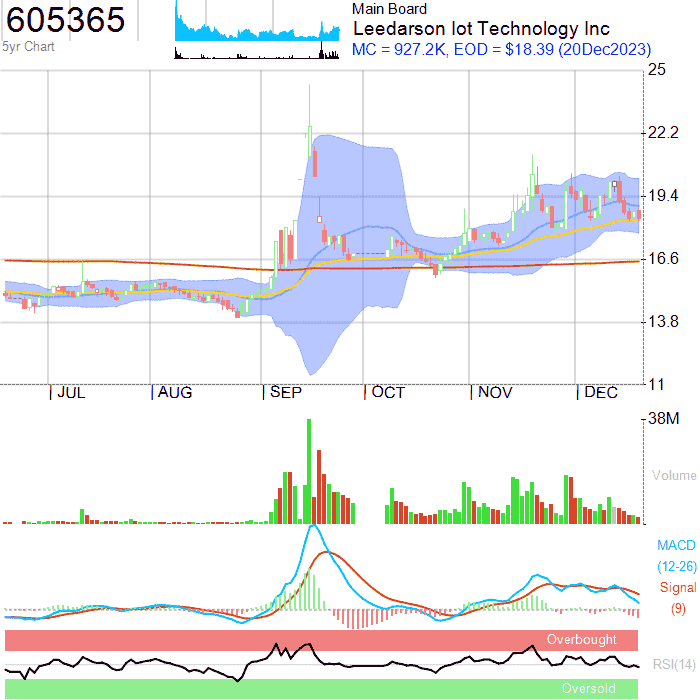 605365
5yr Chart
Main Board
Leedarson Iot Technology Inc
MC = 927.2K, EOD = $18.39 (20Dec2023)
25
22.2
19.4
16.6
13.8
11
JUL AUG SEP OCT NOV DEC
38M
Volume
MACD
(12-26)
Signal
(9)
Overbought
RSI(14)
Oversold